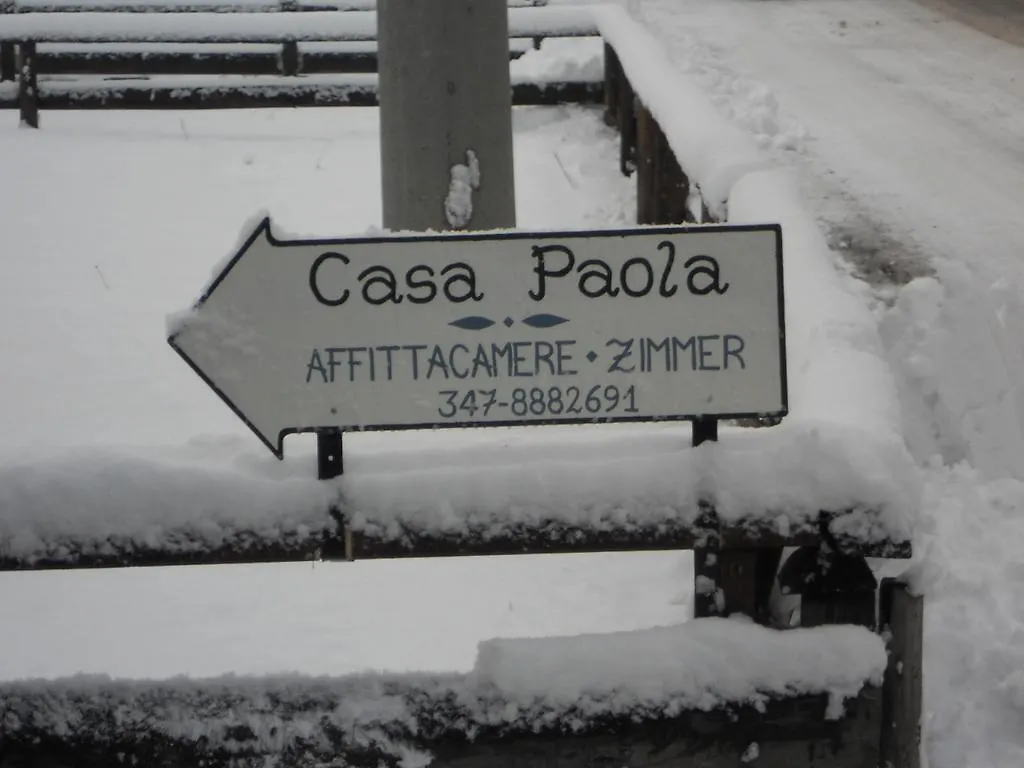 Casa Paola
AFFITTACAMERE • ZIMMER
347-8882691